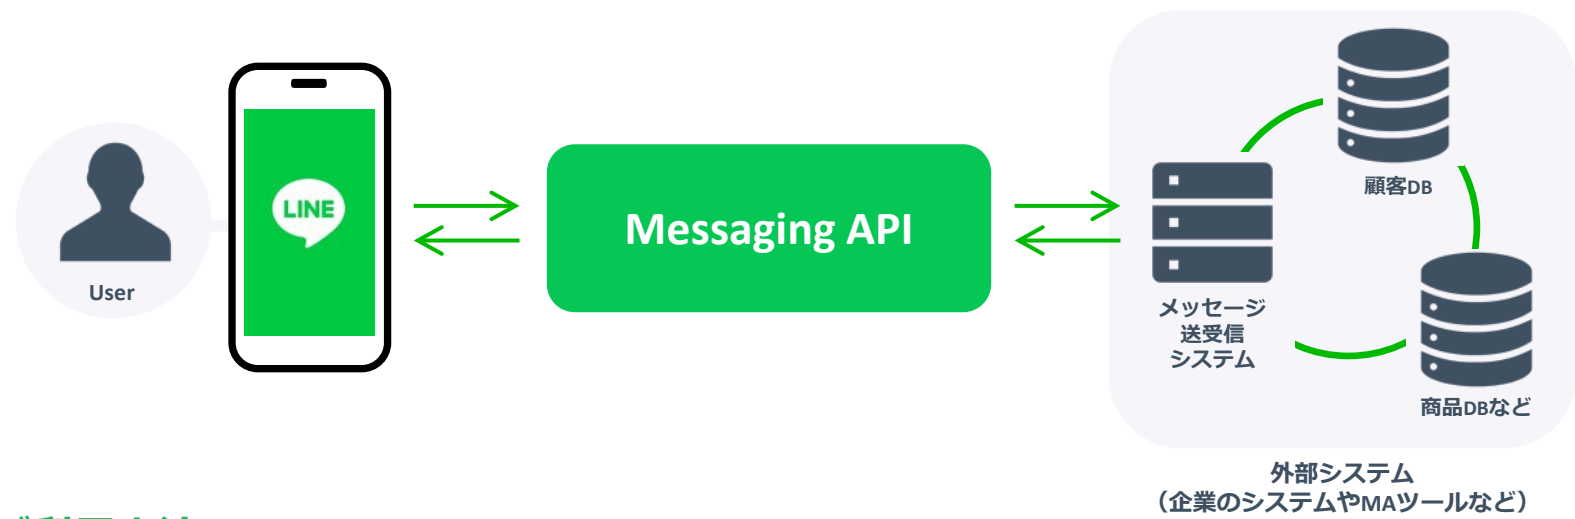 LINE
User
Messaging API
顧客DB
メッセージ
送受信
システム
商品DBなど
外部システム
（企業のシステムやMAツールなど）